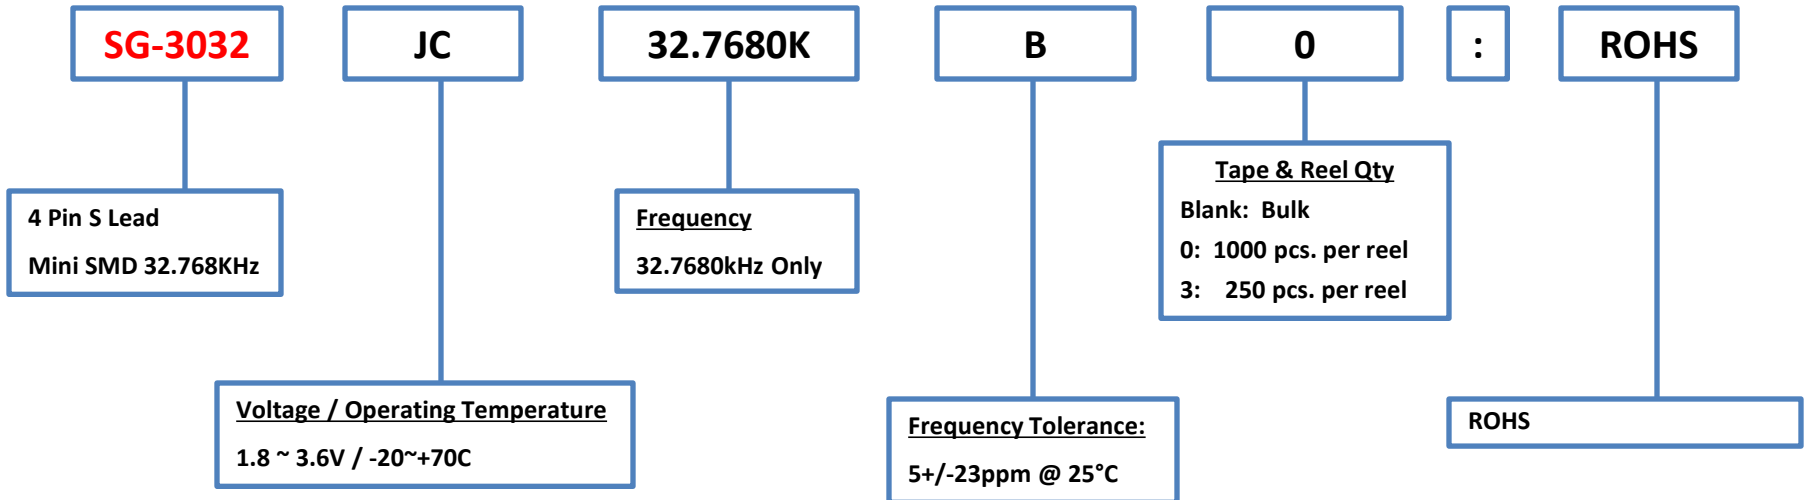 SG-3032
JC
32.7680K
B
0
:
ROHS
4 Pin S Lead
Mini SMD 32.768KHz
Frequency
32.7680kHz Only
Tape & Reel Qty
Blank: Bulk
0: 1000 pcs. per reel
3: 250 pcs. per reel
Voltage / Operating Temperature
1.8 ~ 3.6V / -20~+70C
Frequency Tolerance:
5+/-23ppm @ 25°C
ROHS